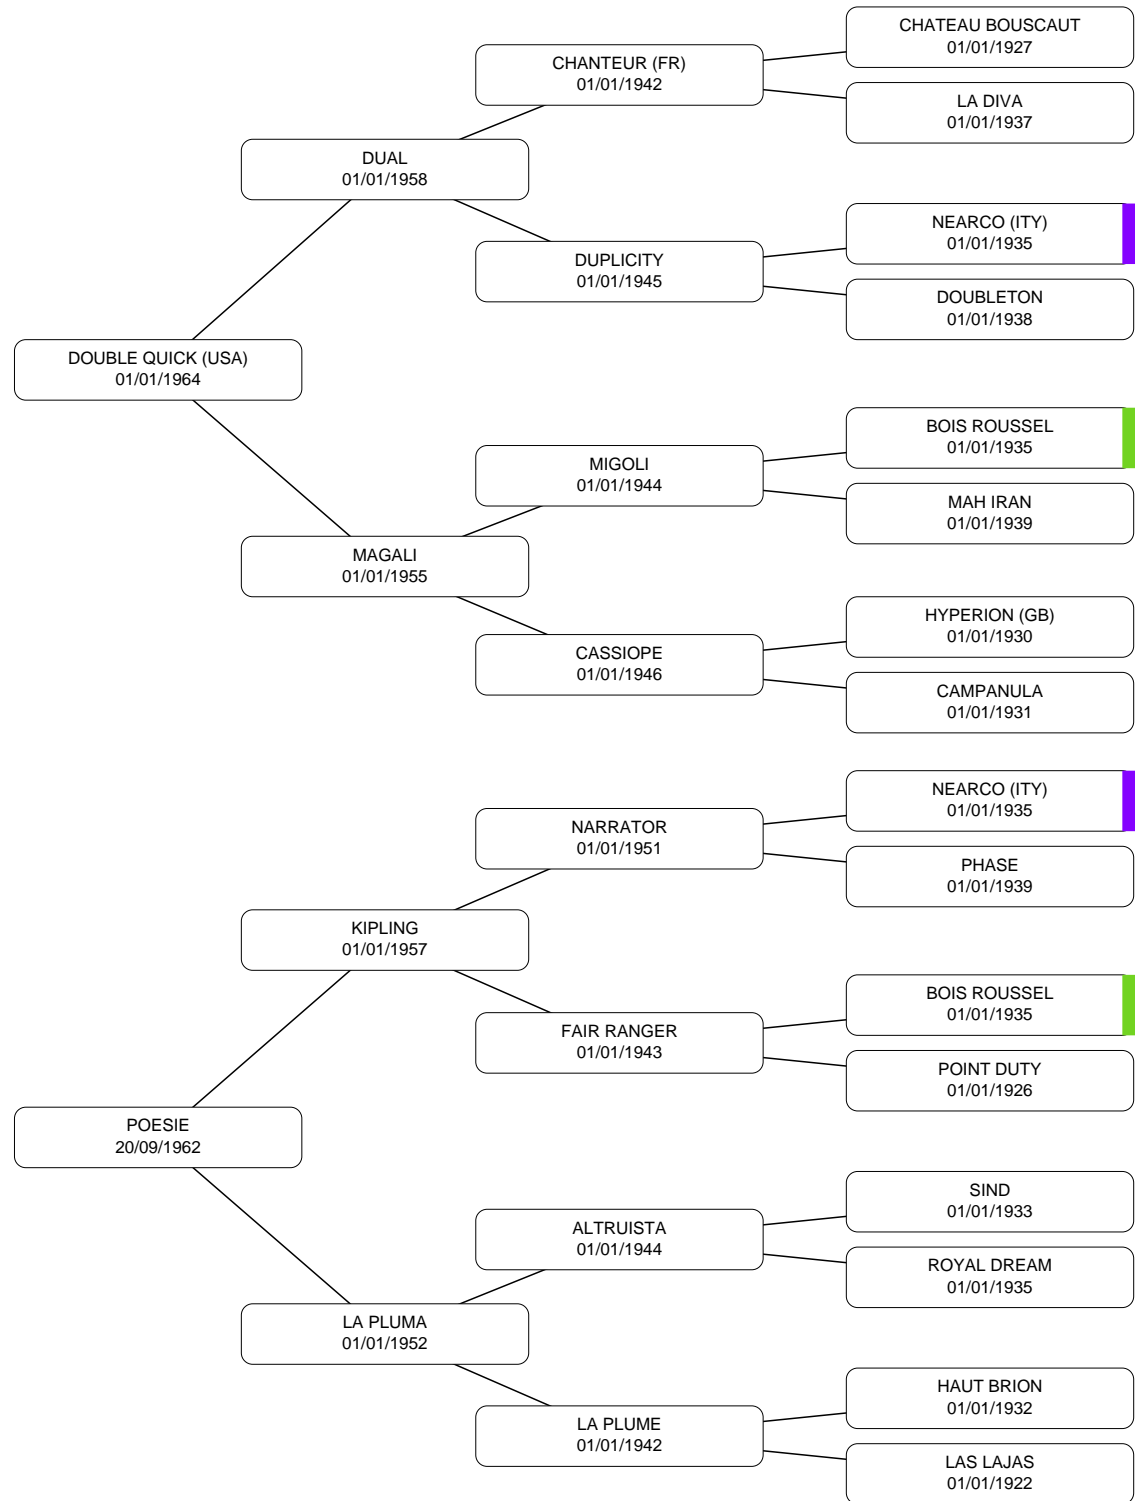 CHATEAU BOUSCAUT
01/01/1927
CHANTEUR (FR)
01/01/1942
LA DIVA
01/01/1937
DUAL
01/01/1958
NEARCO (ITY)
01/01/1935
DUPLICITY
01/01/1945
DOUBLETON
01/01/1938
DOUBLE QUICK (USA)
01/01/1964
BOIS ROUSSEL
01/01/1935
MIGOLI
01/01/1944
MAH IRAN
01/01/1939
MAGALI
01/01/1955
HYPERION (GB)
01/01/1930
CASSIOPE
01/01/1946
CAMPANULA
01/01/1931
NEARCO (ITY)
01/01/1935
NARRATOR
01/01/1951
PHASE
01/01/1939
KIPLING
01/01/1957
BOIS ROUSSEL
01/01/1935
FAIR RANGER
01/01/1943
POINT DUTY
01/01/1926
POESIE
20/09/1962
SIND
01/01/1933
ALTRUISTA
01/01/1944
ROYAL DREAM
01/01/1935
LA PLUMA
01/01/1952
HAUT BRION
01/01/1932
LA PLUME
01/01/1942
LAS LAJAS
01/01/1922